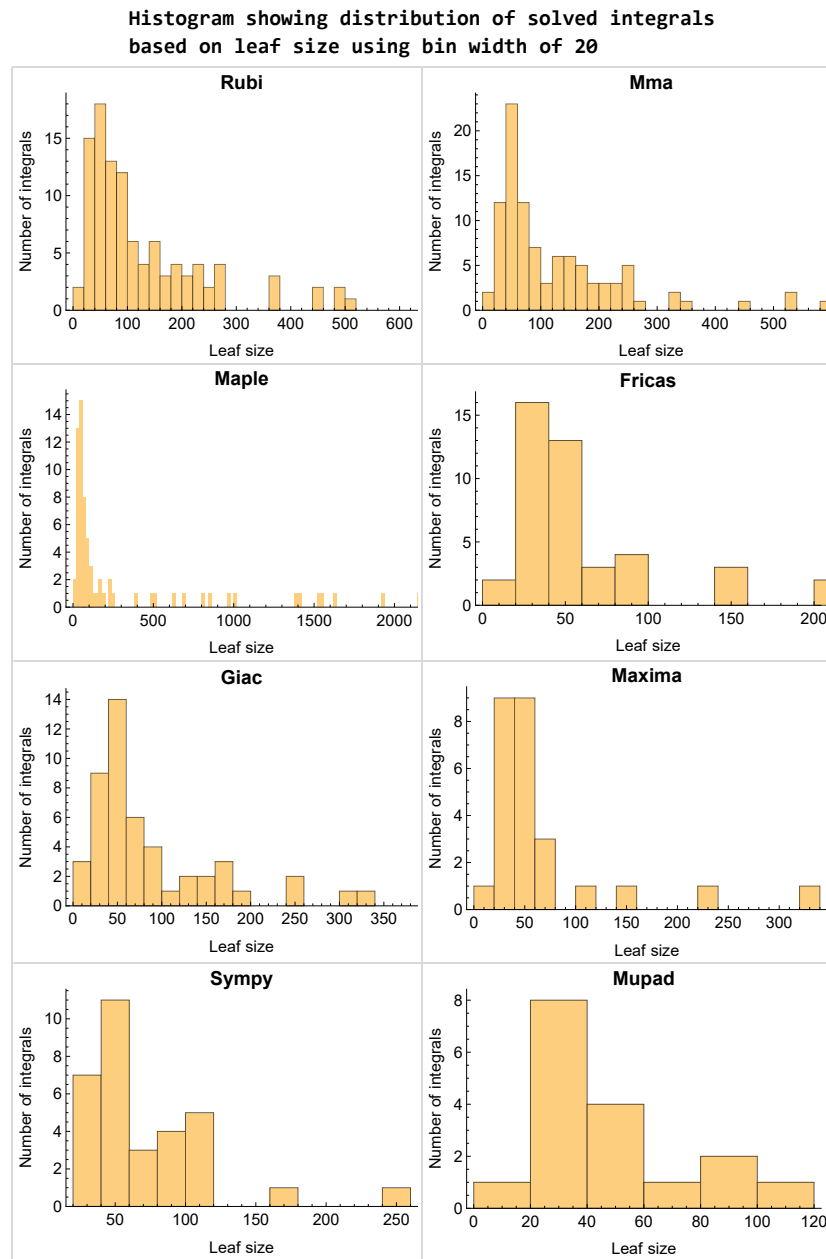 Histogram showing distribution of solved integrals
based on leaf size using bin width of 20
Rubi
Number of integrals
15
10
5
0
0 100 200 300 400 500 600
Leaf size
Mma
Number of integrals
20
15
10
5
0
0 100 200 300 400 500
Leaf size
Maple
Number of integrals
14
12
10
8
6
4
2
0
0 500 1000 1500 2000
Leaf size
Fricas
Number of integrals
15
10
5
0
0 50 100 150 200
Leaf size
Giac
Number of integrals
14
12
10
8
6
4
2
0
0 50 100 150 200 250 300 350
Leaf size
Maxima
Number of integrals
8
6
4
2
0
0 50 100 150 200 250 300
Leaf size
Sympy
Number of integrals
10
8
6
4
2
0
50 100 150 200 250
Leaf size
Mupad
Number of integrals
8
6
4
2
0
0 20 40 60 80 100 120
Leaf size